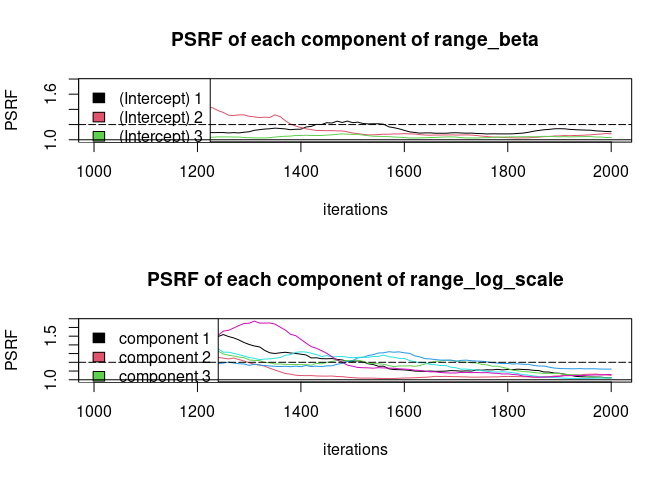 PSRF of each component of range_beta
PSRF
1.0
1.6
(Intercept) 1
(Intercept) 2
(Intercept) 3
1000 1200 1400 1600 1800 2000
iterations
PSRF of each component of range_log_scale
PSRF
1.0
1.5
component 1
component 2
component 3
1000 1200 1400 1600 1800 2000
iterations